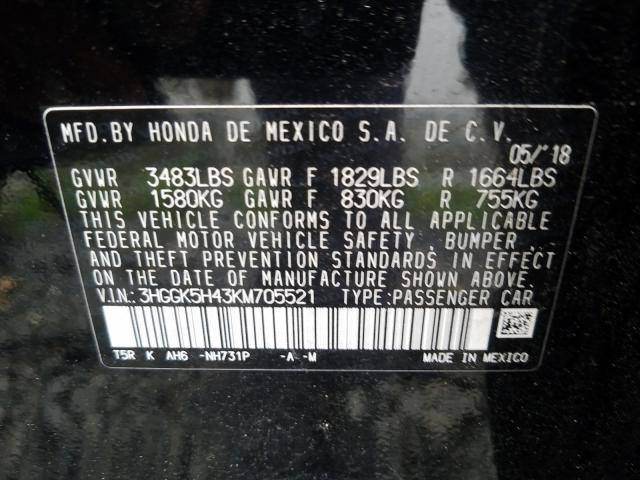 MFD.BY HONDA DE MEXICO S.A. DE C.V.
05/'18
GVWR 3483LBS GAWR F 1829LBS R 1664LBS
GVWR 1580KG GAWR F 830KG R 755KG
THIS VEHICLE CONFORMS TO ALL APPLICABLE
FEDERAL MOTOR VEHICLE SAFETY , BUMPER ,
AND THEFT PREVENTION STANDARDS IN EFFECT
ON THE DATE OF MANUFACTURE SHOWN ABOVE.
V.I.N.: 3HGGK5H43KM705521 TYPE:PASSENGER CAR
T5R K AH6 -NH731P -A -M MADE IN MEXICO